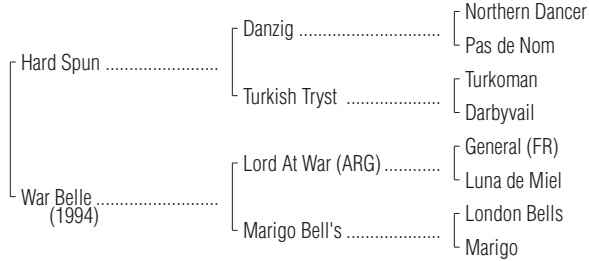 Northern Dancer
Danzig ..............................
Pas de Nom
Hard Spun ........................
Turkoman
Turkish Tryst ....................
Darbyvail
General (FR)
Lord At War (ARG) ............
Luna de Miel
War Belle ..........................
(1994)
London Bells
Marigo Bell's ....................
Marigo